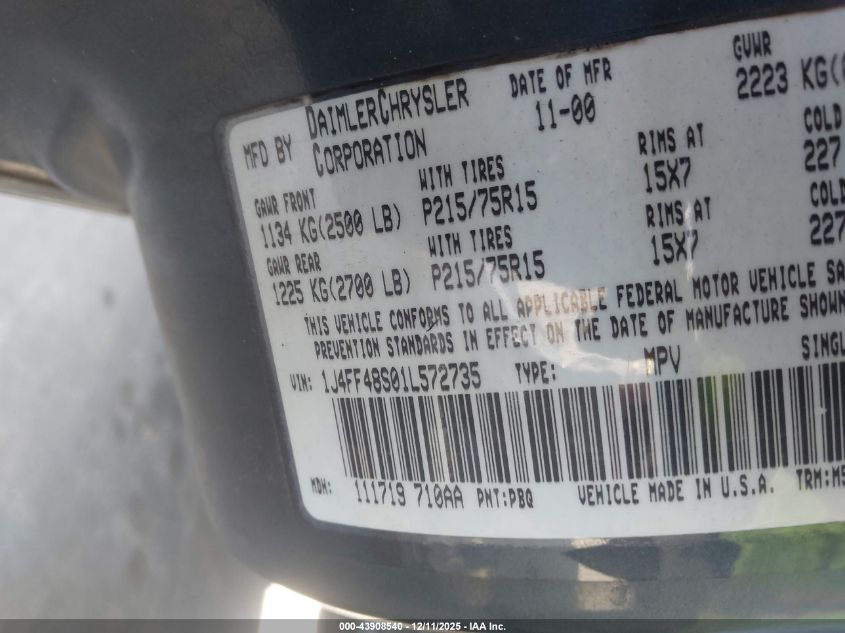 MFD BY DAIMLERCHRYSLER CORPORATION DATE OF MFR 11-00 GVWR 2223 KG(
GAWR FRONT WITH TIRES RIMS AT COLD
1134 KG(2500 LB) P215/75R15 15X7 227
GAWR REAR WITH TIRES RIMS AT COLD
1225 KG(2700 LB) P215/75R15 15X7 227
THIS VEHICLE CONFORMS TO ALL APPLICABLE FEDERAL MOTOR VEHICLE SA
PREVENTION STANDARDS IN EFFECT ON THE DATE OF MANUFACTURE SHOWN
VIN: 1J4FF48S01L572735 TYPE: MPV SINGL
MDH: 111719 710AA PNT:PBQ VEHICLE MADE IN U.S.A. TRM:MS
000-43908540 - 12/11/2025 - IAA Inc.